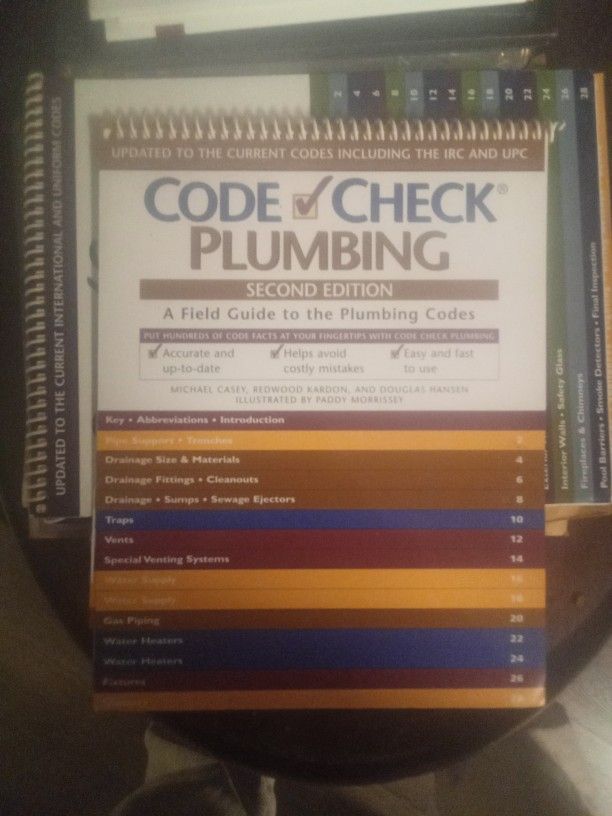 UPDATED TO THE CURRENT INTERNATIONAL AND UNIFORM CODES
2
4
6
8
10
12
14
16
18
20
22
24
26
28
UPDATED TO THE CURRENT CODES INCLUDING THE IRC AND UPC
CODE CHECK®
PLUMBING
SECOND EDITION
A Field Guide to the Plumbing Codes
PUT HUNDREDS OF CODE FACTS AT YOUR FINGERTIPS WITH CODE CHECK PLUMBING
Accurate and up-to-date
Helps avoid costly mistakes
Easy and fast to use
MICHAEL CASEY, REDWOOD KARDON, AND DOUGLAS HANSEN
ILLUSTRATED BY PADDY MORRISSEY
Key • Abbreviations • Introduction
Pipe Support • Trenches 2
Drainage Size & Materials 4
Drainage Fittings • Cleanouts 6
Drainage • Sumps • Sewage Ejectors 8
Traps 10
Vents 12
Special Venting Systems 14
Water Supply 16
Water Supply 18
Gas Piping 20
Water Heaters 22
Water Heaters 24
Fixtures 26
Interior Walls • Safety Glass
Fireplaces & Chimneys
Pool Barriers • Smoke Detectors • Final Inspection